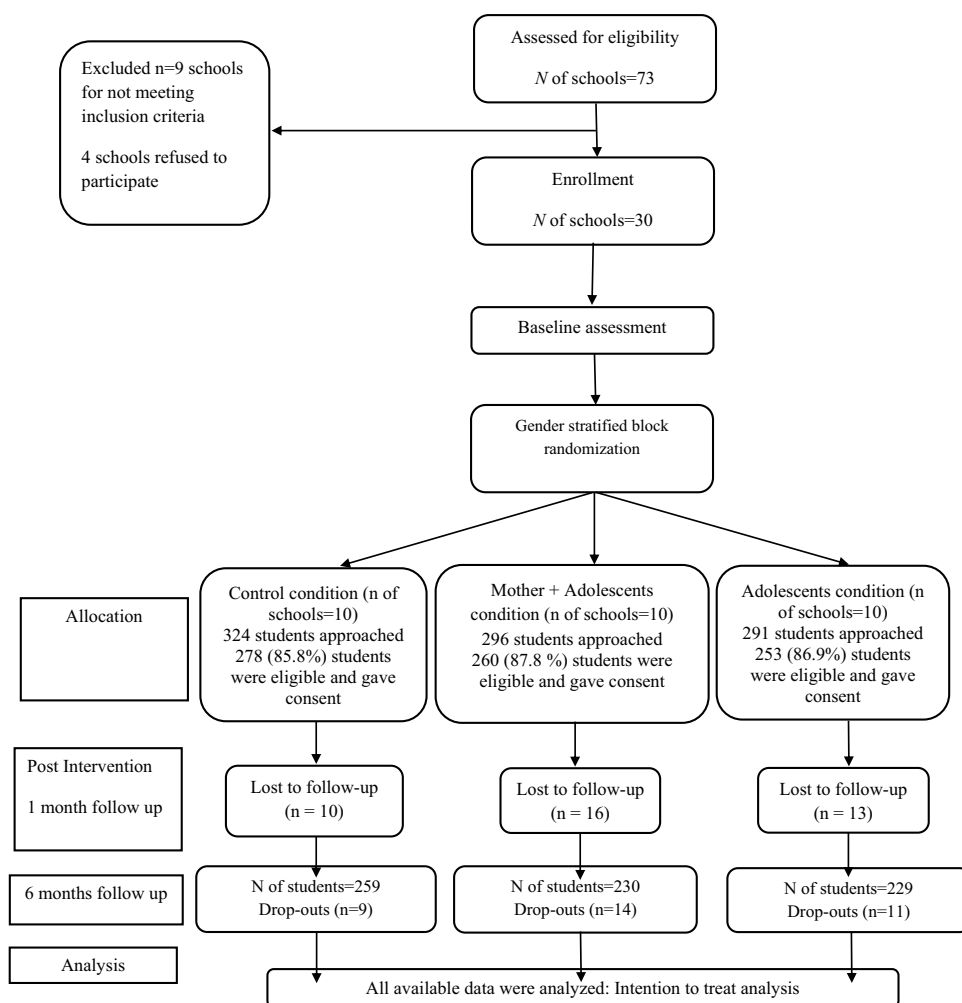 Assessed for eligibility
N of schools=73
Excluded n=9 schools
for not meeting
inclusion criteria
4 schools refused to
participate
Enrollment
N of schools=30
Baseline assessment
Gender stratified block
randomization
Allocation
Control condition (n of
schools=10)
324 students approached
278 (85.8%) students
were eligible and gave
consent
Mother + Adolescents
condition (n of schools=10)
296 students approached
260 (87.8 %) students were
eligible and gave consent
Adolescents condition (n
of schools=10)
291 students approached
253 (86.9%) students
were eligible and gave
consent
Post Intervention
1 month follow up
Lost to follow-up
(n = 10)
Lost to follow-up
(n = 16)
Lost to follow-up
(n = 13)
6 months follow up
N of students=259
Drop-outs (n=9)
N of students=230
Drop-outs (n=14)
N of students=229
Drop-outs (n=11)
Analysis
All available data were analyzed: Intention to treat analysis